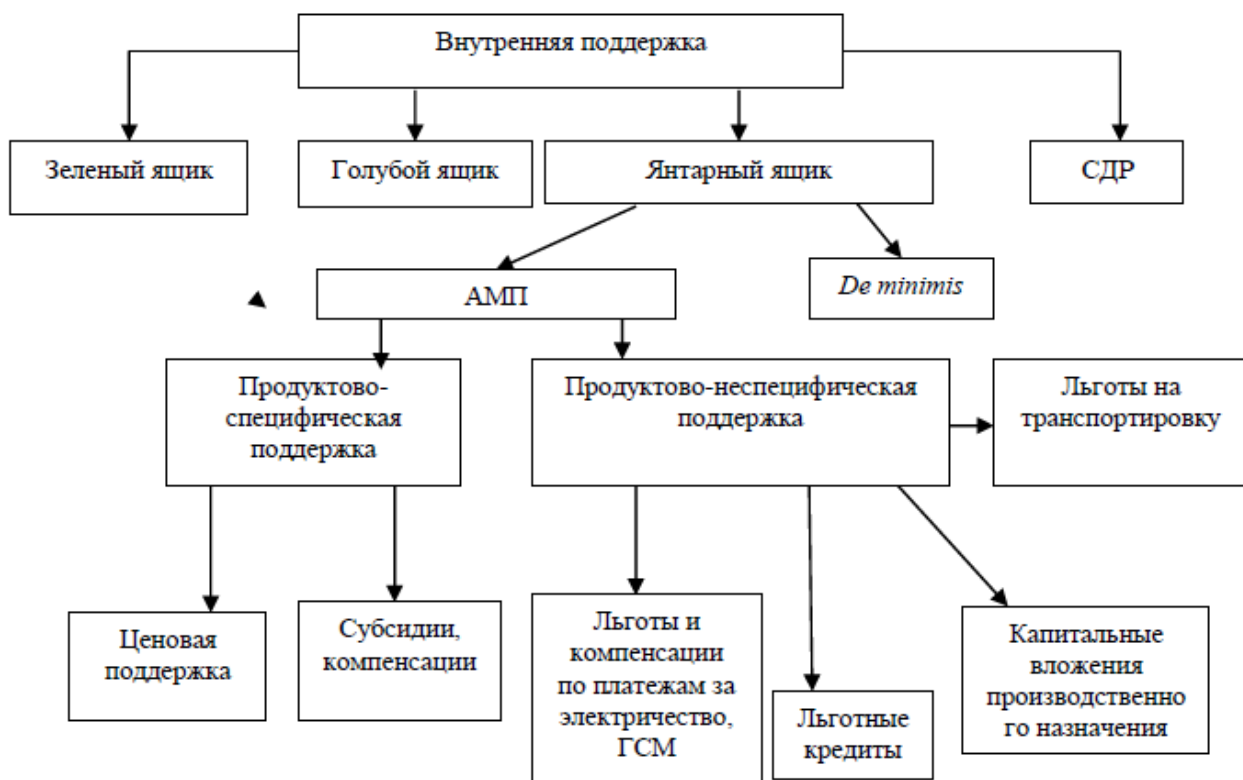 Внутренняя поддержка
Зеленый ящик
Голубой ящик
Янтарный ящик
СДР
АМП
De minimis
Продуктово-
специфическая
поддержка
Продуктово-неспецифическая
поддержка
Льготы на
транспортировку
Ценовая
поддержка
Субсидии,
компенсации
Льготы и
компенсации
по платежам за
электричество,
ГСМ
Льготные
кредиты
Капитальные
вложения
производственно
го назначения